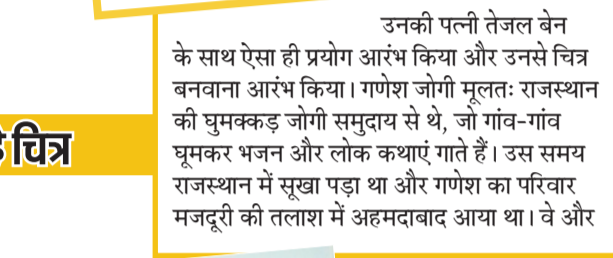 उनकी पत्नी तेजल बेन
के साथ ऐसा ही प्रयोग आरंभ किया और उनसे चित्र
बनवाना आरंभ किया। गणेश जोगी मूलतः राजस्थान
की घुमक्कड़ जोगी समुदाय से थे, जो गांव-गांव
घूमकर भजन और लोक कथाएं गाते हैं। उस समय
राजस्थान में सूखा पड़ा था और गणेश का परिवार
मजदूरी की तलाश में अहमदाबाद आया था। वे और
चित्र